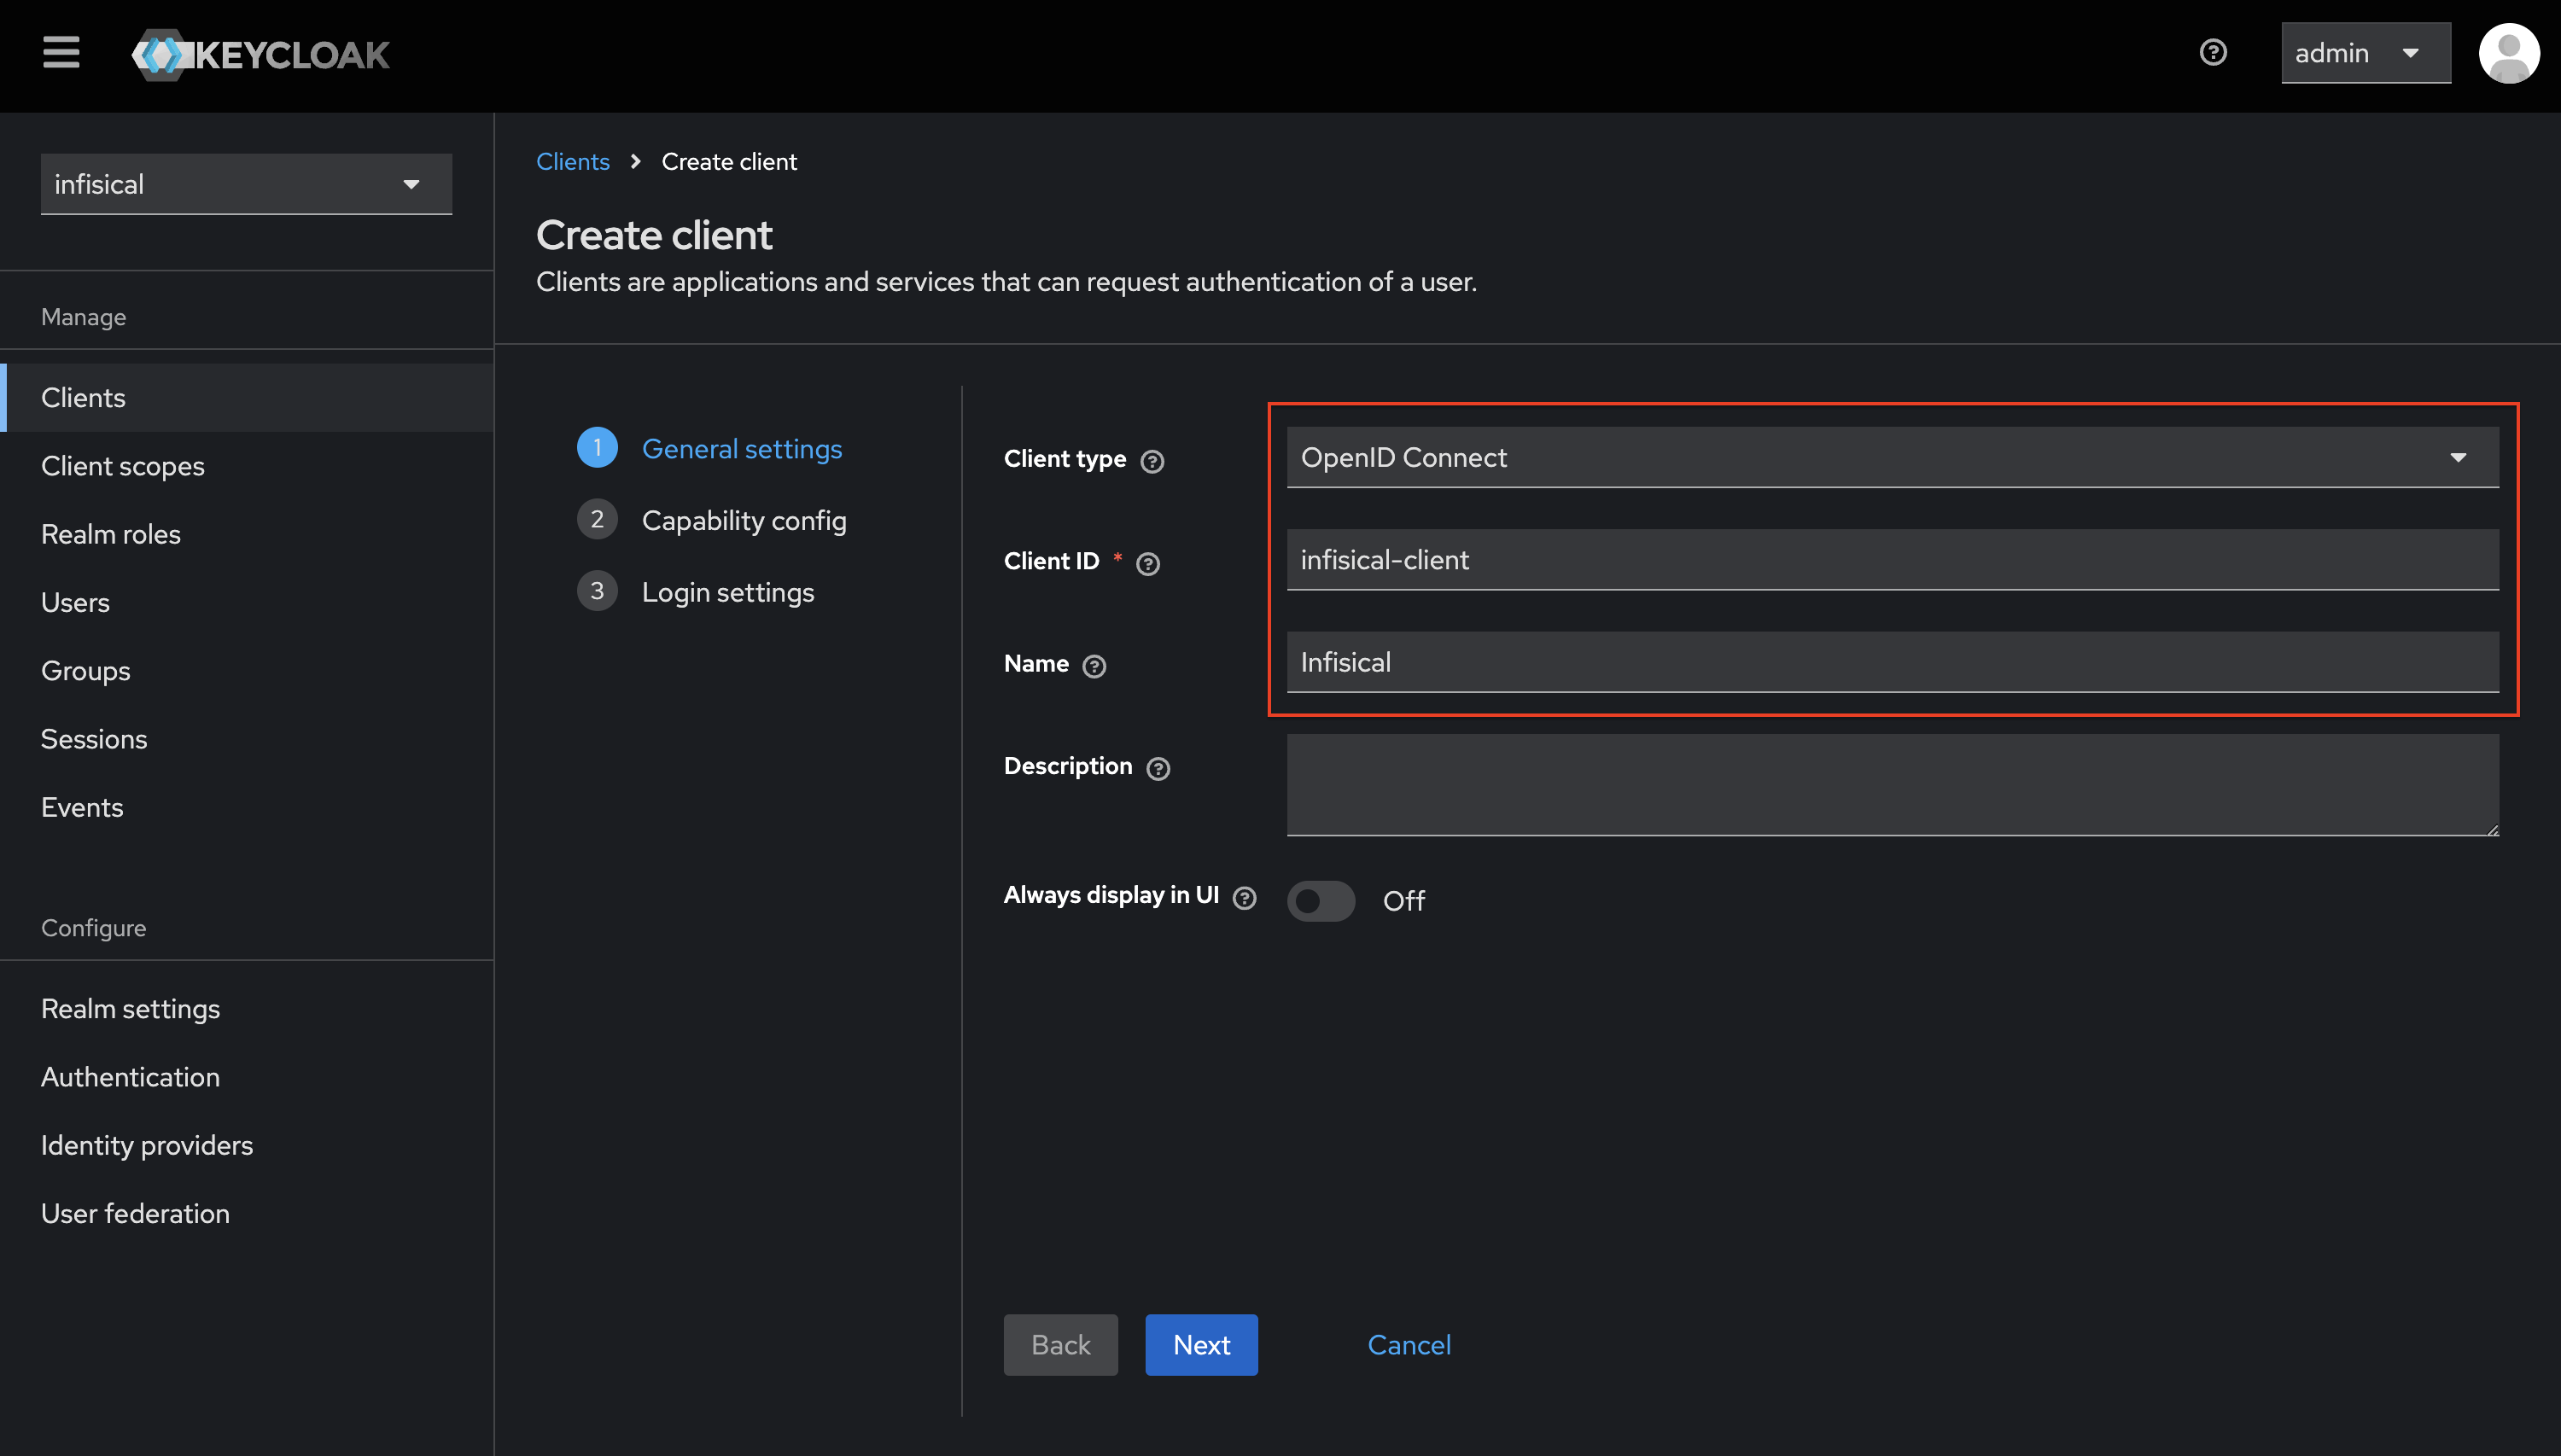 KEYCLOAK
admin
infisical
Manage
Clients
Client scopes
Realm roles
Users
Groups
Sessions
Events
Configure
Realm settings
Authentication
Identity providers
User federation
Clients > Create client
Create client
Clients are applications and services that can request authentication of a user.
1 General settings
2 Capability config
3 Login settings
Client type
OpenID Connect
Client ID *
infisical-client
Name
Infisical
Description
Always display in UI
Off
Back Next Cancel